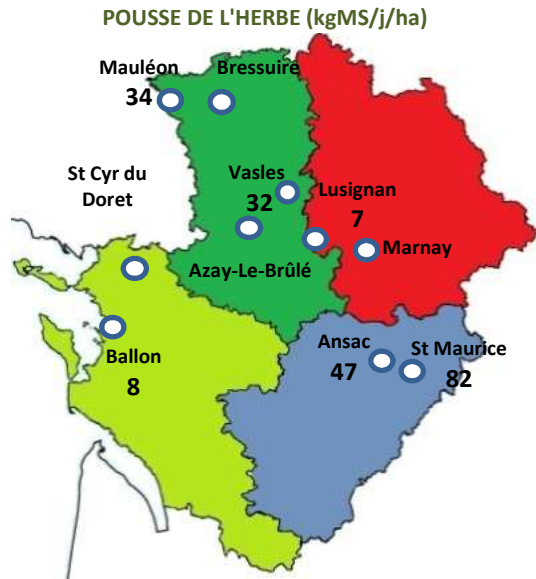 POUSSE DE L'HERBE (kgMS/j/ha)
Mauléon
34
Bressuire
St Cyr du
Doret
Vasles
32
Lusignan
7
Marnay
Azay-Le-Brûlé
Ballon
8
Ansac
47
St Maurice
82